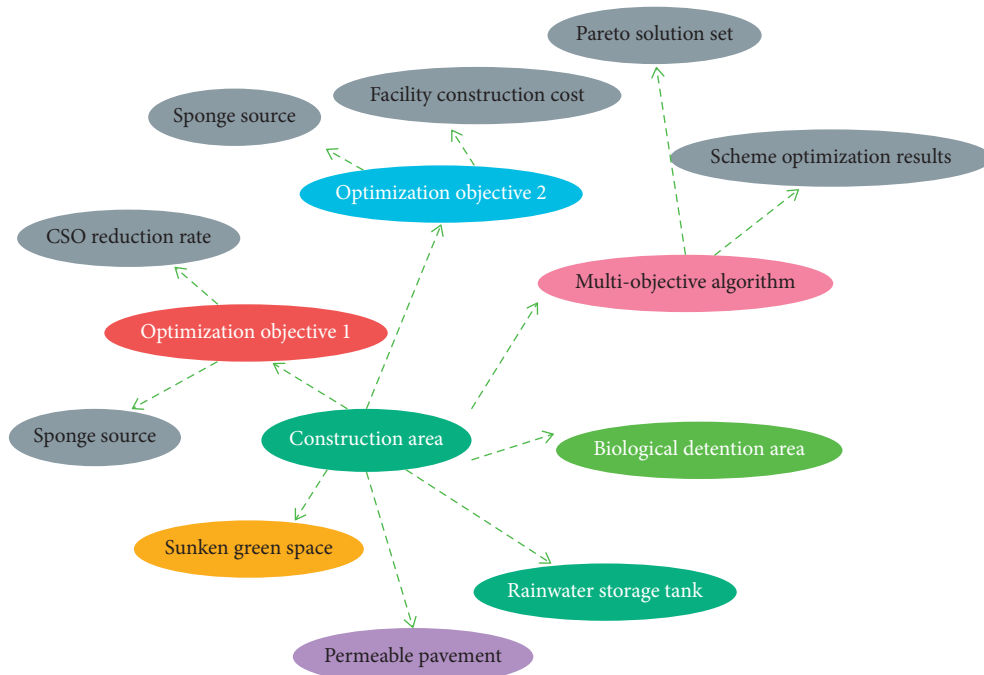 Pareto solution set
Facility construction cost
Sponge source
Scheme optimization results
Optimization objective 2
CSO reduction rate
Multi-objective algorithm
Optimization objective 1
Sponge source
Construction area
Biological detention area
Sunken green space
Rainwater storage tank
Permeable pavement